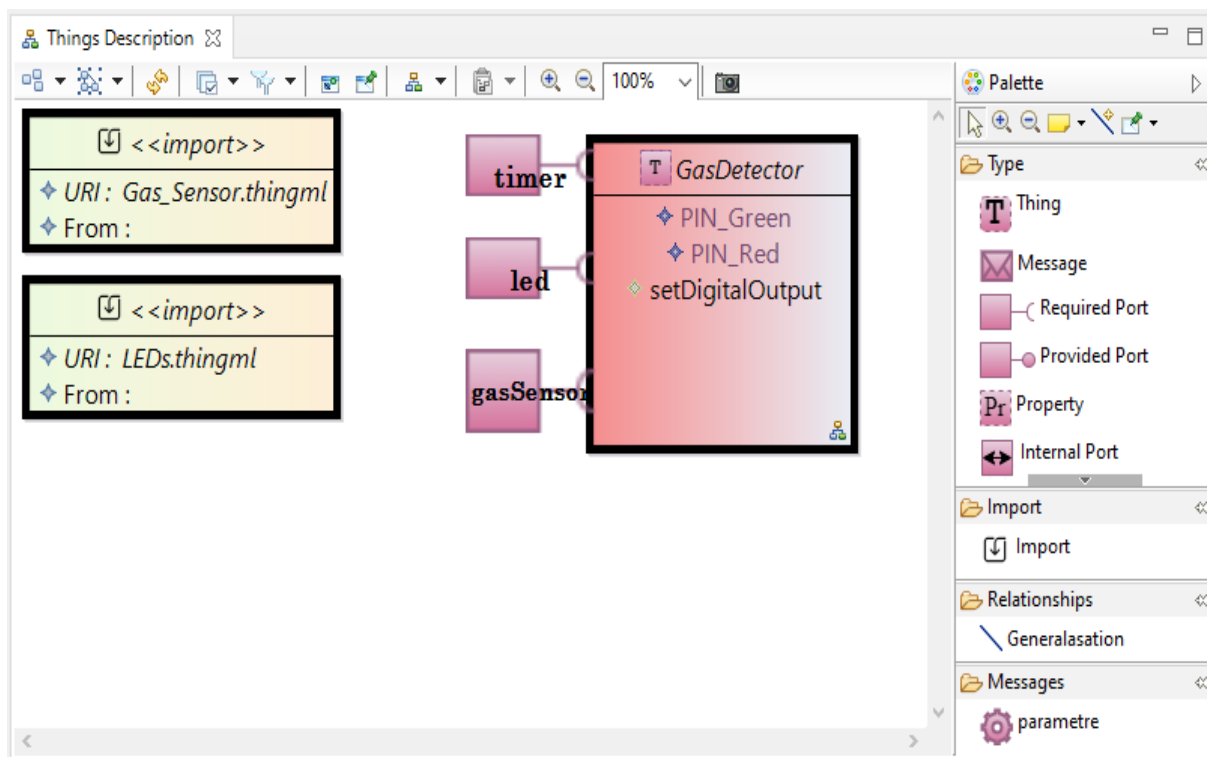 Things Description
100%
<<import>>
URI : Gas_Sensor.thingml
From :
<<import>>
URI : LEDs.thingml
From :
timer
led
gasSensor
T GasDetector
PIN_Green
PIN_Red
setDigitalOutput
Palette
Type
T Thing
Message
Required Port
Provided Port
Pr Property
Internal Port
Import
Import
Relationships
Generalasation
Messages
parametre